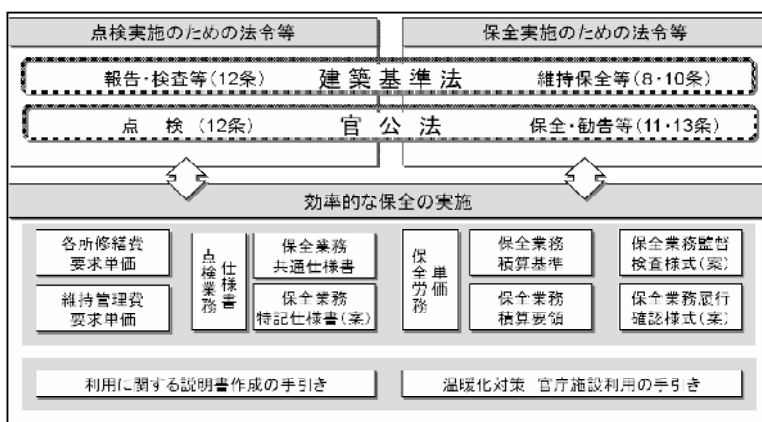 点検実施のための法令等
保全実施のための法令等
報告・検査等(12条)
建築基準法
維持保全等(8・10条)
点 検 (12条)
官公法
保全・勧告等(11・13条)
効率的な保全の実施
各所修繕費
要求単価
維持管理費
要求単価
点検業務
仕様書
保全業務
共通仕様書
保全業務
特記仕様書(案)
保全労務
単価
保全業務
積算基準
保全業務
積算要領
保全業務監督
検査様式(案)
保全業務履行
確認様式(案)
利用に関する説明書作成の手引き
温暖化対策 官庁施設利用の手引き